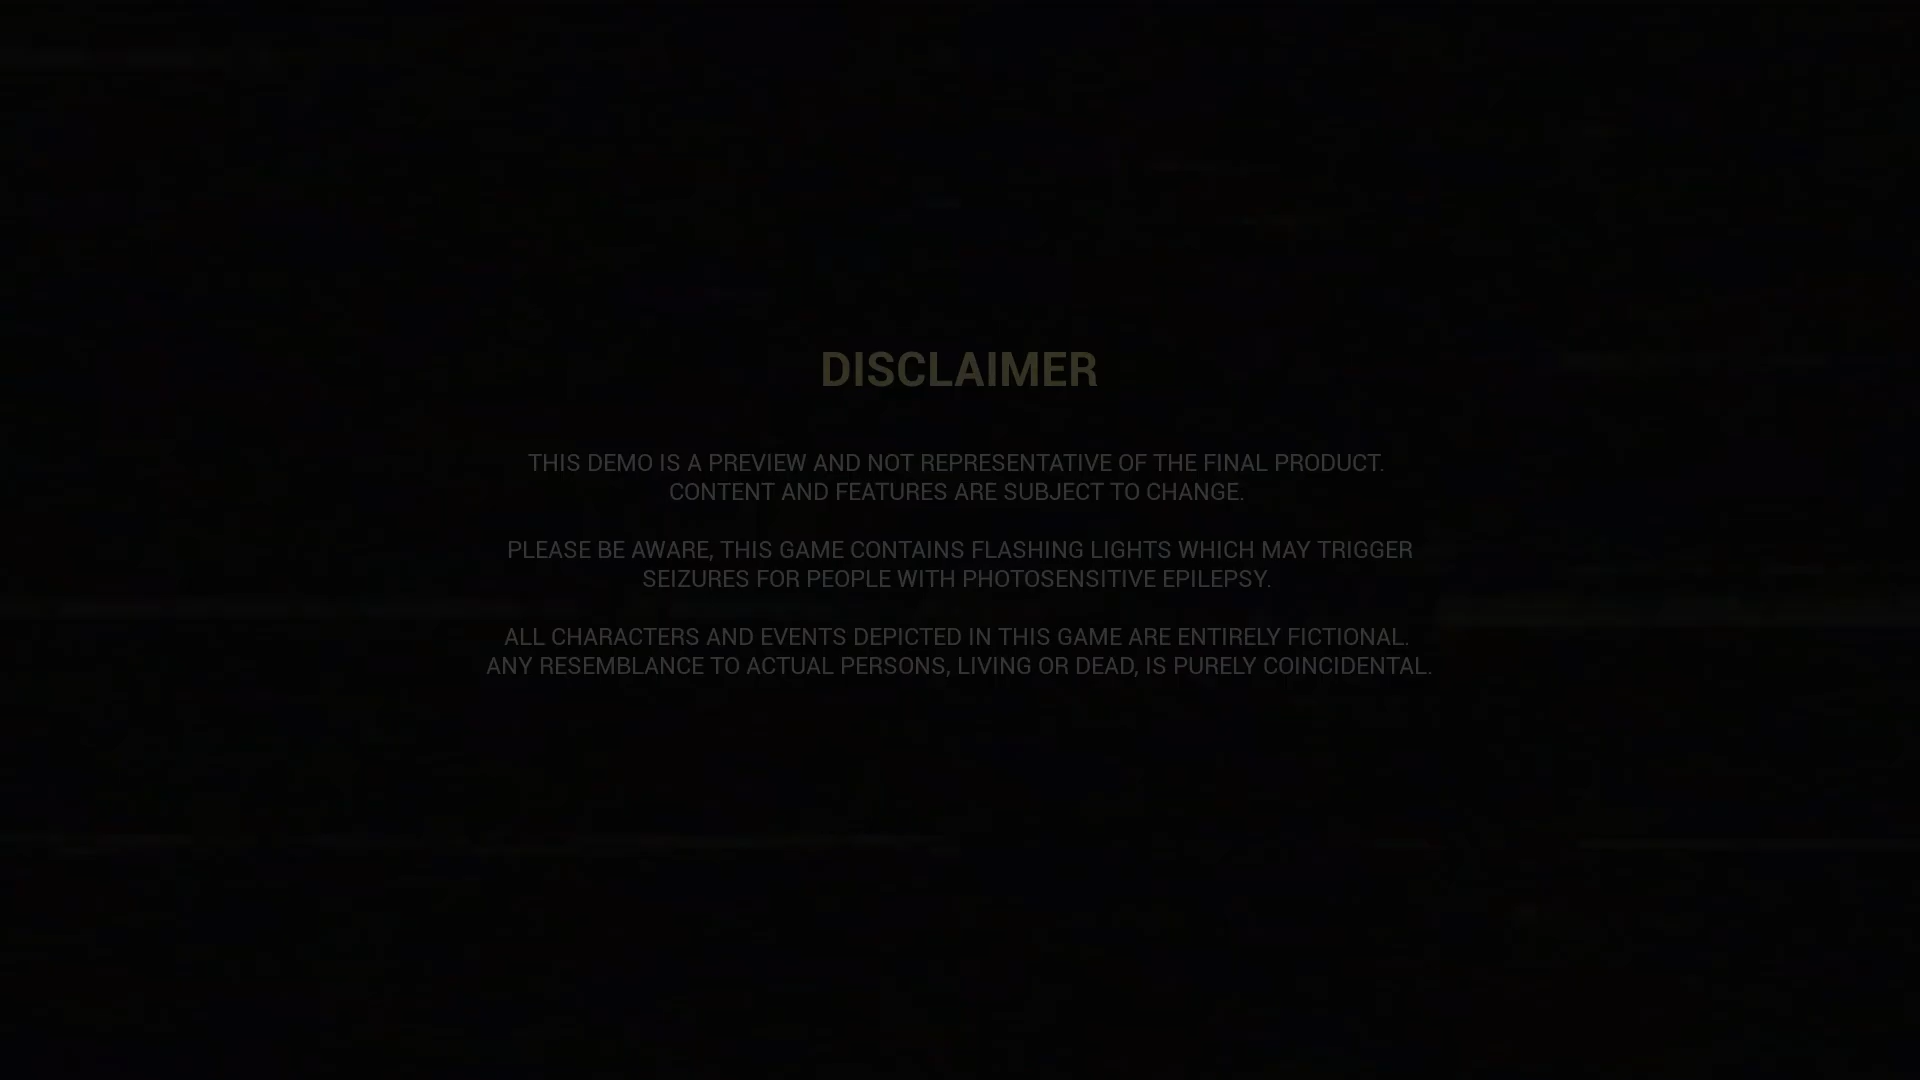 DISCLAIMER
THIS DEMO IS A PREVIEW AND NOT REPRESENTATIVE OF THE FINAL PRODUCT.
CONTENT AND FEATURES ARE SUBJECT TO CHANGE.
PLEASE BE AWARE, THIS GAME CONTAINS FLASHING LIGHTS WHICH MAY TRIGGER
SEIZURES FOR PEOPLE WITH PHOTOSENSITIVE EPILEPSY.
ALL CHARACTERS AND EVENTS DEPICTED IN THIS GAME ARE ENTIRELY FICTIONAL.
ANY RESEMBLANCE TO ACTUAL PERSONS, LIVING OR DEAD, IS PURELY COINCIDENTAL.